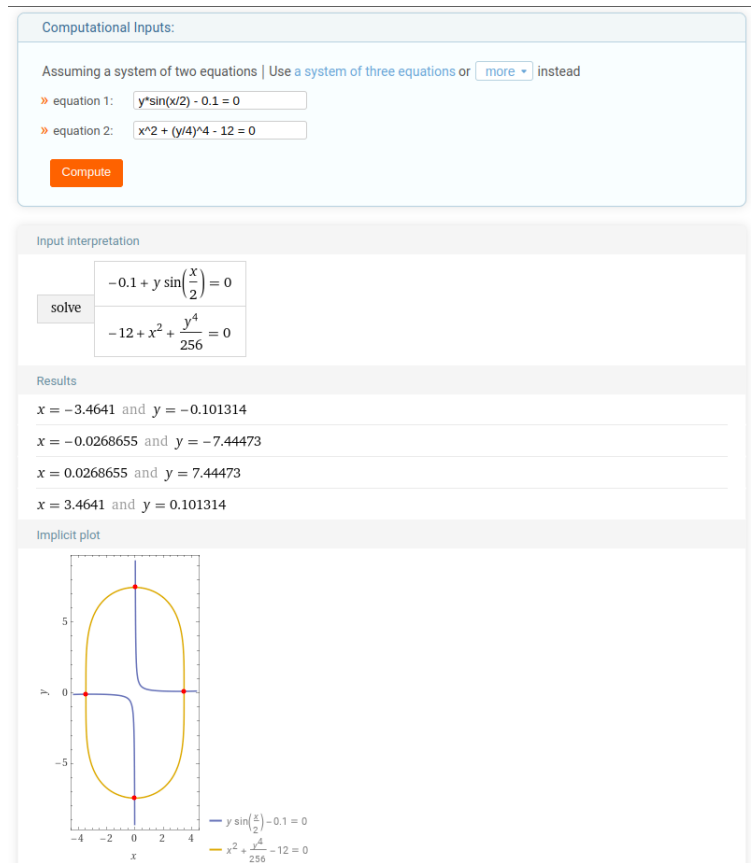 Computational Inputs:
Assuming a system of two equations | Use a system of three equations or more instead
» equation 1: y*sin(x/2) - 0.1 = 0
» equation 2: x^2 + (y/4)^4 - 12 = 0
Compute
Input interpretation
solve
−0.1 + y sin(x/2) = 0
−12 + x² + y⁴/256 = 0
Results
x = −3.4641 and y = −0.101314
x = −0.0268655 and y = −7.44473
x = 0.0268655 and y = 7.44473
x = 3.4641 and y = 0.101314
Implicit plot
5
y 0
−5
−4 −2 0 2 4
x
y sin(x/2) − 0.1 = 0
x² + y⁴/256 − 12 = 0